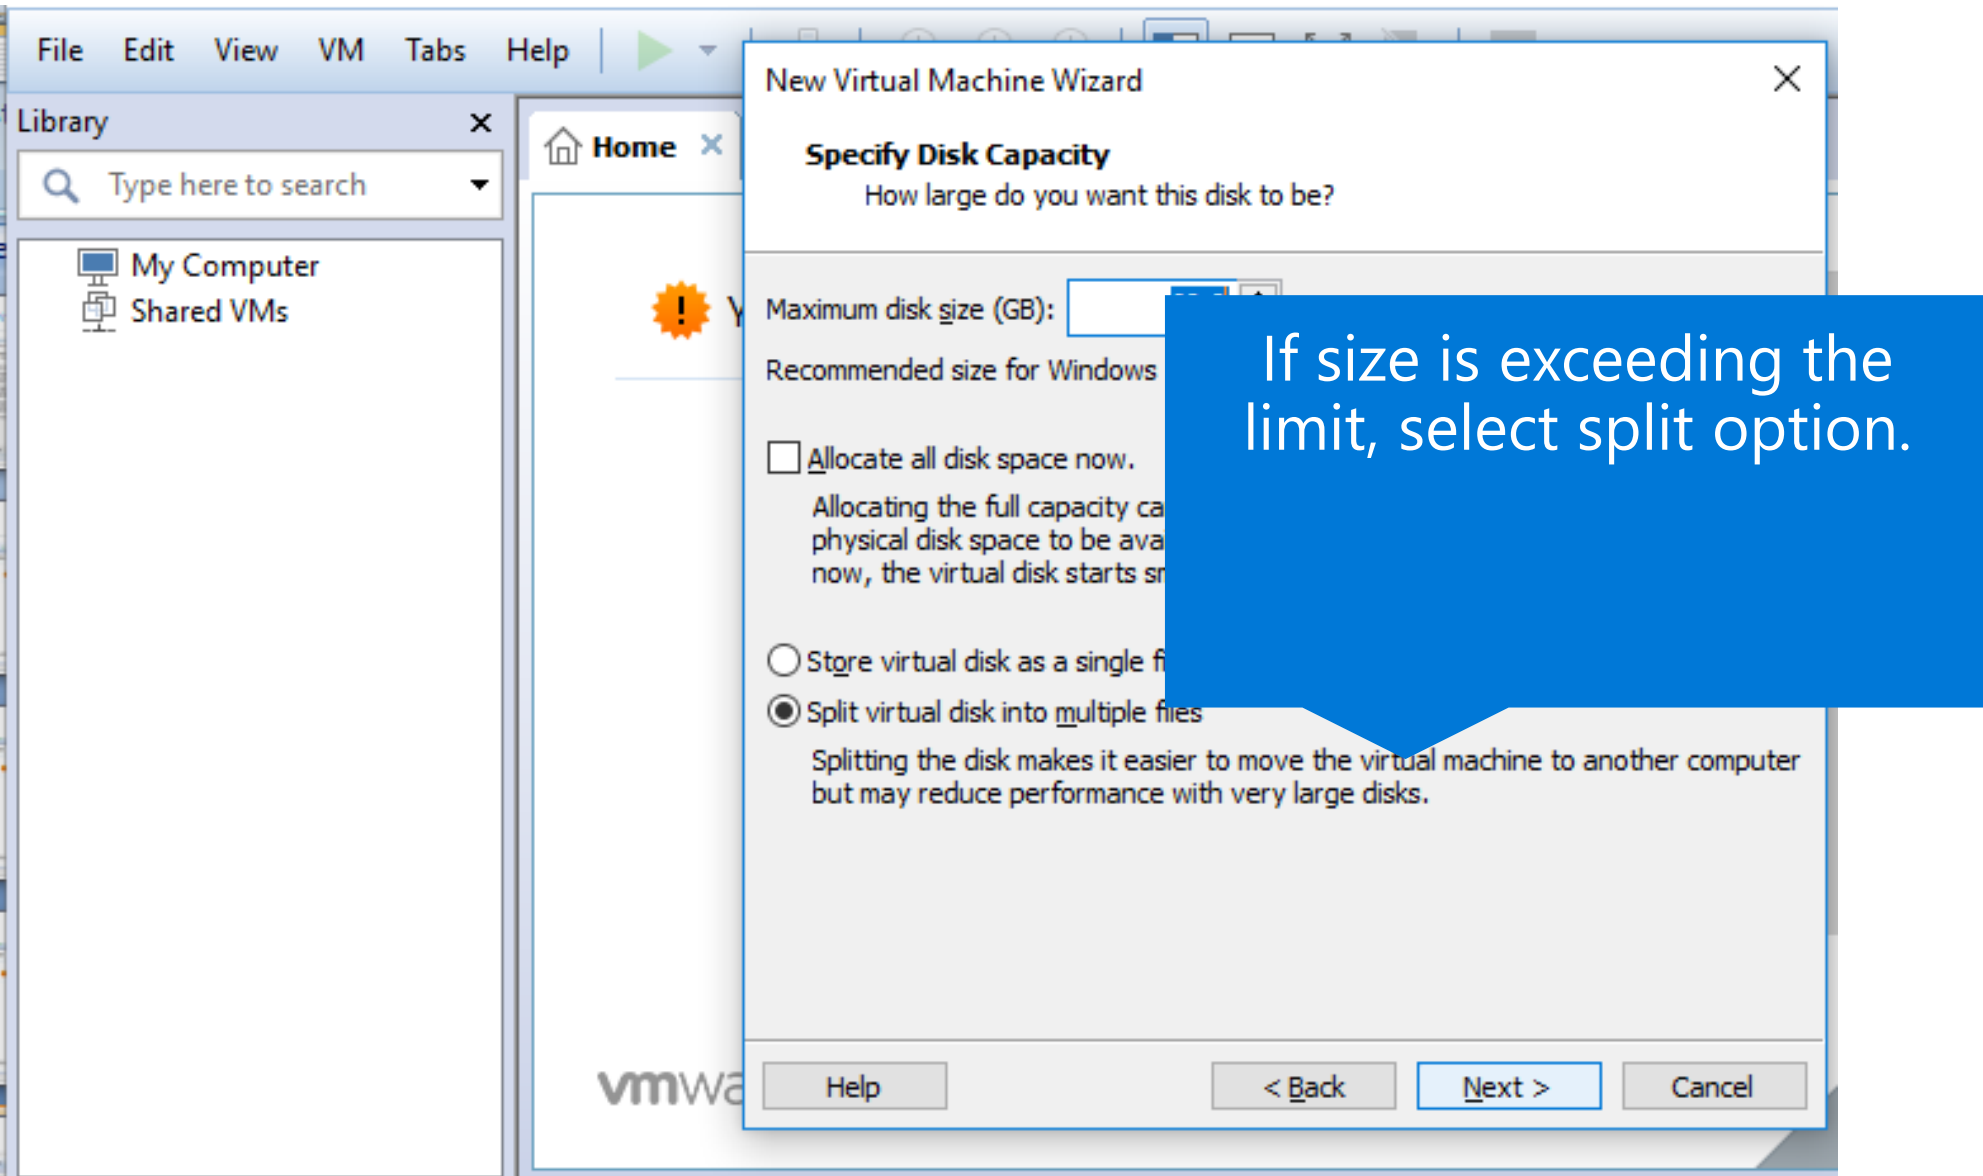 File Edit View VM Tabs Help
Library
Type here to search
My Computer
Shared VMs
Home
New Virtual Machine Wizard
Specify Disk Capacity
How large do you want this disk to be?
Maximum disk size (GB):
Recommended size for Windows
If size is exceeding the
limit, select split option.
Allocate all disk space now.
Allocating the full capacity
physical disk space to be
now, the virtual disk starts
Store virtual disk as a single
Split virtual disk into multiple files
Splitting the disk makes it easier to move the virtual machine to another computer
but may reduce performance with very large disks.
Help
< Back
Next >
Cancel